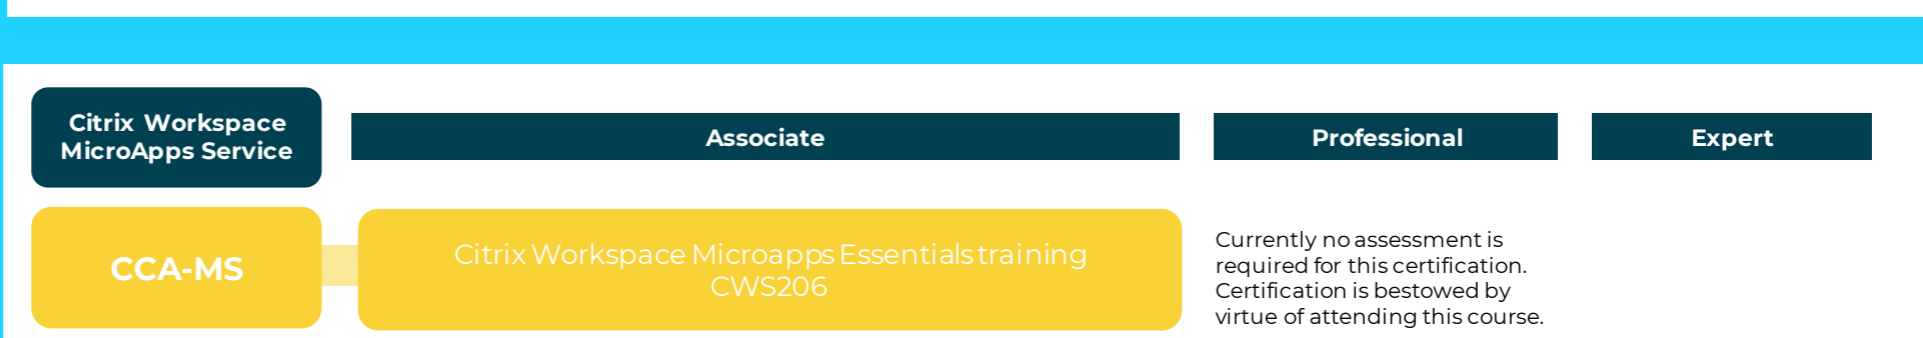 Citrix Workspace
MicroApps Service
Associate
Professional
Expert
CCA-MS
Citrix Workspace Microapps Essentials training
CWS206
Currently no assessment is
required for this certification.
Certification is bestowed by
virtue of attending this course.